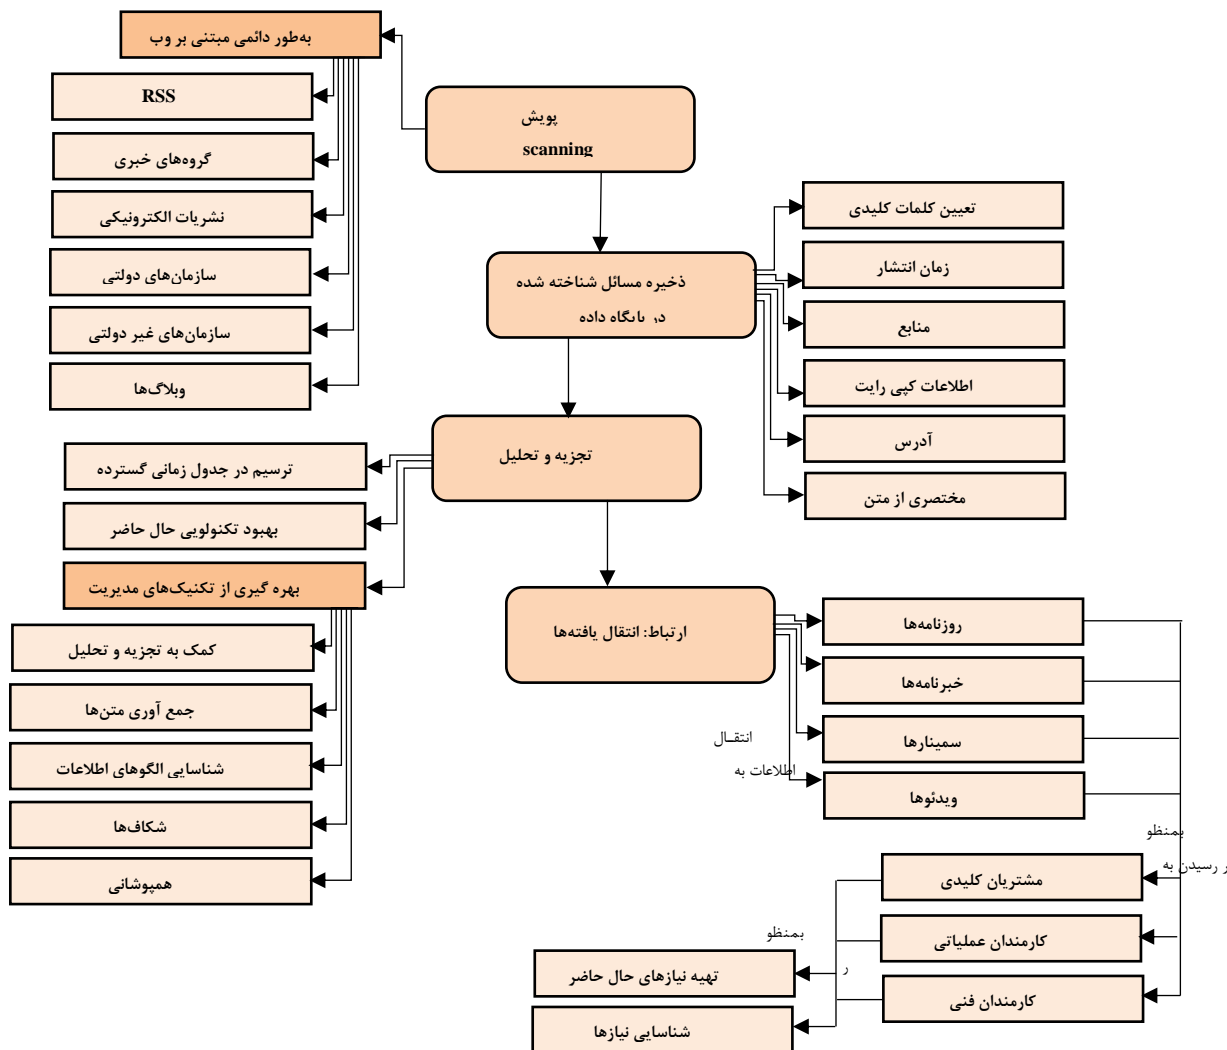 به‌طور دائمی مبتنی بر وب
RSS
گروه‌های خبری
نشریات الکترونیکی
سازمان‌های دولتی
سازمان‌های غیر دولتی
وبلاگ‌ها
پویش
scanning
ذخیره مسائل شناخته شده
در پایگاه داده
تعیین کلمات کلیدی
زمان انتشار
منابع
اطلاعات کپی رایت
آدرس
مختصری از متن
تجزیه و تحلیل
ترسیم در جدول زمانی گسترده
بهبود تکنولویی حال حاضر
بهره گیری از تکنیک‌های مدیریت
کمک به تجزیه و تحلیل
جمع آوری متن‌ها
شناسایی الگوهای اطلاعات
شکاف‌ها
همپوشانی
ارتباط: انتقال یافته‌ها
انتقال
اطلاعات به
روزنامه‌ها
خبرنامه‌ها
سمینارها
ویدئوها
بمنظو
ر رسیدن به
مشتریان کلیدی
کارمندان عملیاتی
کارمندان فنی
بمنظو
ر
تهیه نیازهای حال حاضر
شناسایی نیازها